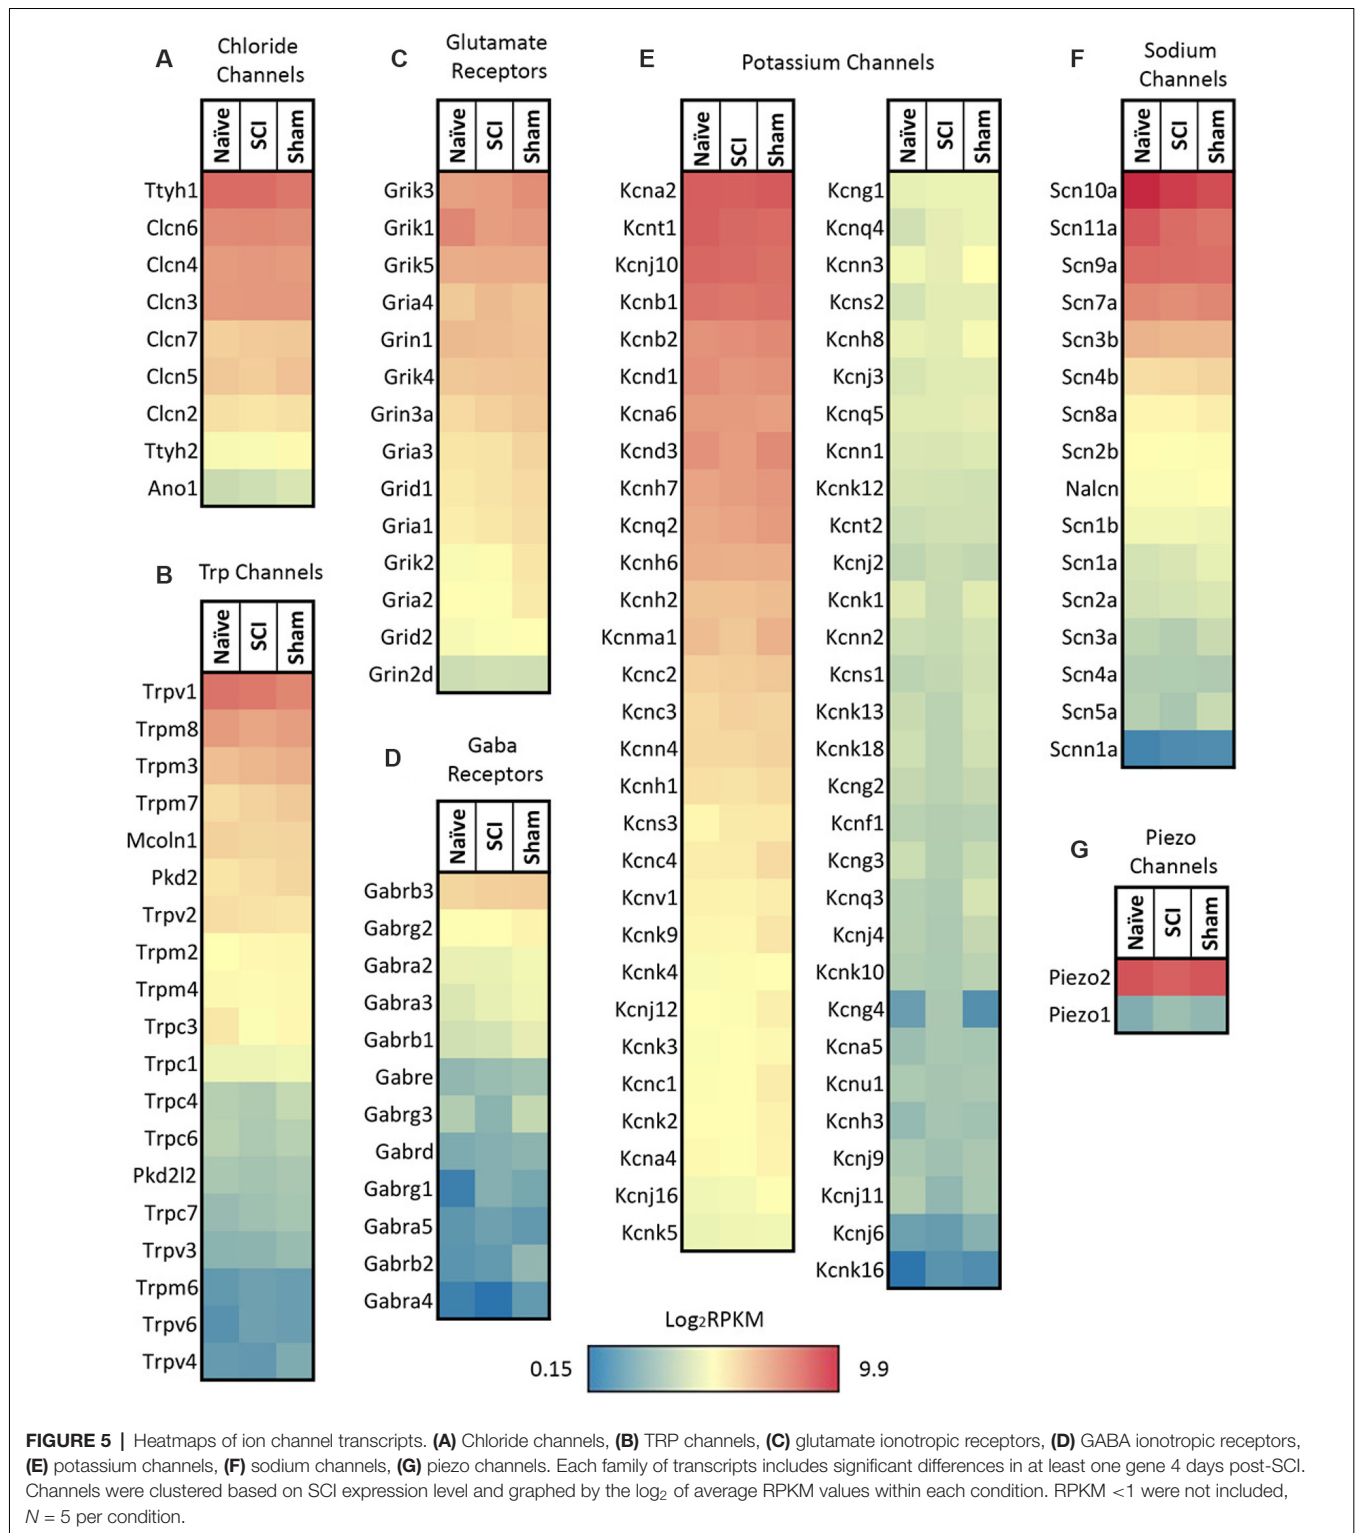 A
Chloride
Channels
Naïve
SCI
Sham
Ttyh1
Clcn6
Clcn4
Clcn3
Clcn7
Clcn5
Clcn2
Ttyh2
Ano1
B
Trp Channels
Naïve
SCI
Sham
Trpv1
Trpm8
Trpm3
Trpm7
Mcoln1
Pkd2
Trpv2
Trpm2
Trpm4
Trpc3
Trpc1
Trpc4
Trpc6
Pkd2l2
Trpc7
Trpv3
Trpm6
Trpv6
Trpv4
C
Glutamate
Receptors
Naïve
SCI
Sham
Grik3
Grik1
Grik5
Gria4
Grin1
Grik4
Grin3a
Gria3
Grid1
Gria1
Grik2
Gria2
Grid2
Grin2d
D
Gaba
Receptors
Naïve
SCI
Sham
Gabrb3
Gabrg2
Gabra2
Gabra3
Gabrb1
Gabre
Gabrg3
Gabrd
Gabrg1
Gabra5
Gabrb2
Gabra4
E
Potassium Channels
Naïve
SCI
Sham
Kcna2
Kcnt1
Kcnj10
Kcnb1
Kcnb2
Kcnd1
Kcna6
Kcnd3
Kcnh7
Kcnq2
Kcnh6
Kcnh2
Kcnma1
Kcnc2
Kcnc3
Kcnn4
Kcnh1
Kcns3
Kcnc4
Kcnv1
Kcnk9
Kcnk4
Kcnj12
Kcnk3
Kcnc1
Kcnk2
Kcna4
Kcnj16
Kcnk5
Naïve
SCI
Sham
Kcng1
Kcnq4
Kcnn3
Kcns2
Kcnh8
Kcnj3
Kcnq5
Kcnn1
Kcnk12
Kcnt2
Kcnj2
Kcnk1
Kcnn2
Kcns1
Kcnk13
Kcnk18
Kcng2
Kcnf1
Kcng3
Kcnq3
Kcnj4
Kcnk10
Kcng4
Kcna5
Kcnu1
Kcnh3
Kcnj9
Kcnj11
Kcnj6
Kcnk16
F
Sodium
Channels
Naïve
SCI
Sham
Scn10a
Scn11a
Scn9a
Scn7a
Scn3b
Scn4b
Scn8a
Scn2b
Nalcn
Scn1b
Scn1a
Scn2a
Scn3a
Scn4a
Scn5a
Scnn1a
G
Piezo
Channels
Naïve
SCI
Sham
Piezo2
Piezo1
Log₂RPKM
0.15 9.9
FIGURE 5 | Heatmaps of ion channel transcripts. (A) Chloride channels, (B) TRP channels, (C) glutamate ionotropic receptors, (D) GABA ionotropic receptors,
(E) potassium channels, (F) sodium channels, (G) piezo channels. Each family of transcripts includes significant differences in at least one gene 4 days post-SCI.
Channels were clustered based on SCI expression level and graphed by the log₂ of average RPKM values within each condition. RPKM <1 were not included,
N = 5 per condition.